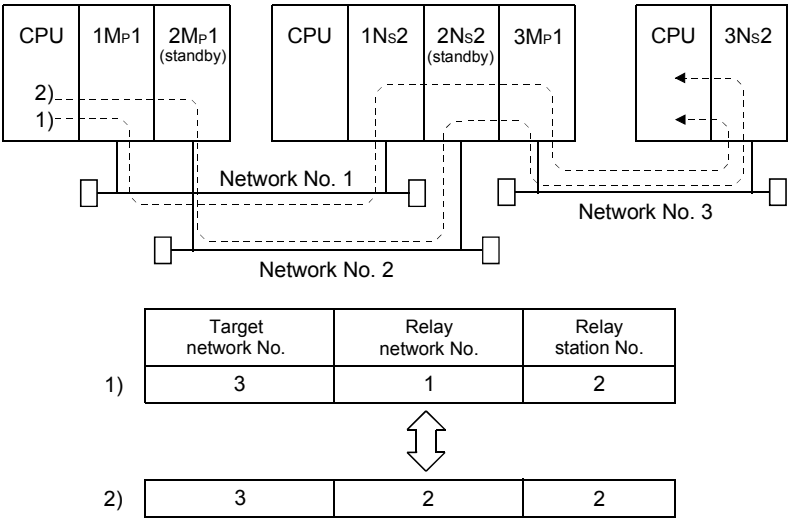 CPU 1MP1 2MP1 CPU 1NS2 2NS2 3MP1 CPU 3NS2
(standby) (standby)
2)
1)
Network No. 1
Network No. 3
Network No. 2
Target Relay Relay
network No. network No. station No.
1) 3 1 2
2) 3 2 2